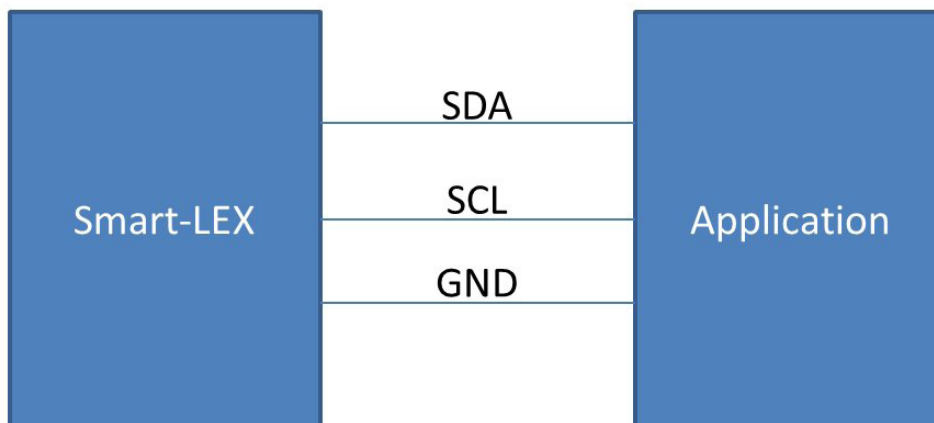 SDA
SCL
Smart-LEX
Application
GND